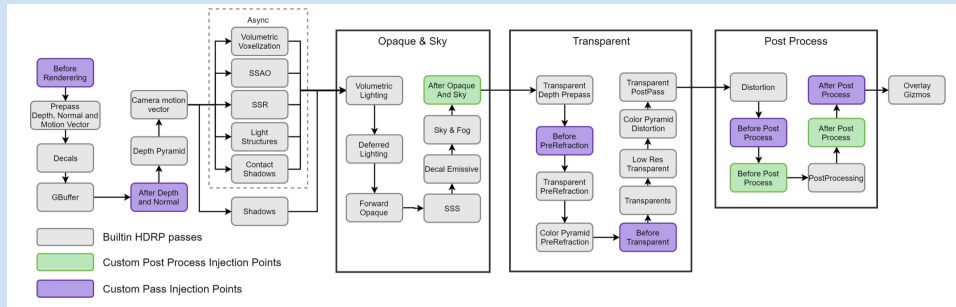 Before
Renderering
Prepass
Depth, Normal and
Motion Vector
Decals
GBuffer
After Depth
and Normal
Depth Pyramid
Camera motion
vector
Async
Volumetric
Voxelization
SSAO
SSR
Light
Structures
Contact
Shadows
Shadows
Opaque & Sky
Volumetric
Lighting
Deferred
Lighting
Forward
Opaque
SSS
Decal Emissive
Sky & Fog
After Opaque
And Sky
Transparent
Transparent
Depth Prepass
Before
PreRefraction
Transparent
PreRefraction
Color Pyramid
PreRefraction
Before
Transparent
Transparents
Low Res
Transparent
Color Pyramid
Distortion
Transparent
PostPass
Post Process
Distortion
Before Post
Process
Before Post
Process
PostProcessing
After Post
Process
After Post
Process
Overlay
Gizmos
Builtin HDRP passes
Custom Post Process Injection Points
Custom Pass Injection Points